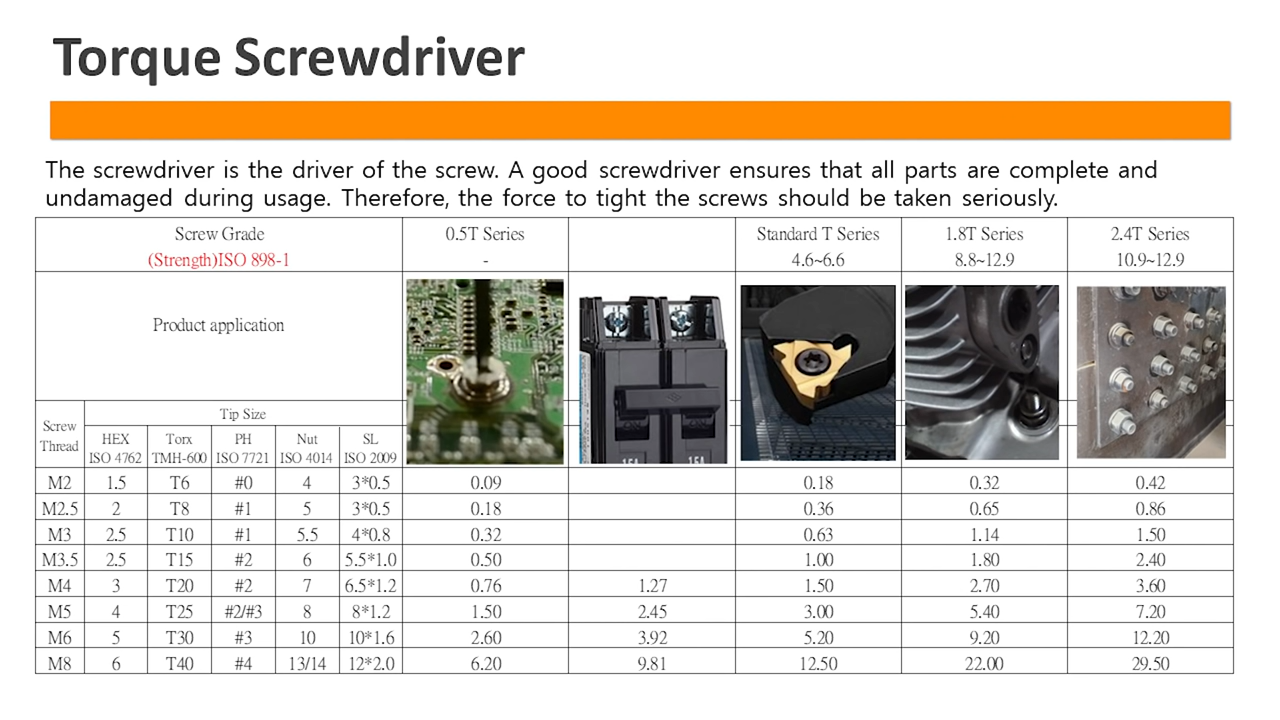 Torque Screwdriver
The screwdriver is the driver of the screw. A good screwdriver ensures that all parts are complete and
undamaged during usage. Therefore, the force to tight the screws should be taken seriously.
Screw Grade 0.5T Series Standard T Series 1.8T Series 2.4T Series
(Strength)ISO 898-1 - 4.6~6.6 8.8~12.9 10.9~12.9
Product application
Screw Thread Tip Size
HEX Torx PH Nut SL
ISO 4762 TMH-600 ISO 7721 ISO 4014 ISO 2009
15A 15A
M2 1.5 T6 #0 4 3*0.5 0.09 0.18 0.32 0.42
M2.5 2 T8 #1 5 3*0.5 0.18 0.36 0.65 0.86
M3 2.5 T10 #1 5.5 4*0.8 0.32 0.63 1.14 1.50
M3.5 2.5 T15 #2 6 5.5*1.0 0.50 1.00 1.80 2.40
M4 3 T20 #2 7 6.5*1.2 0.76 1.27 1.50 2.70 3.60
M5 4 T25 #2/#3 8 8*1.2 1.50 2.45 3.00 5.40 7.20
M6 5 T30 #3 10 10*1.6 2.60 3.92 5.20 9.20 12.20
M8 6 T40 #4 13/14 12*2.0 6.20 9.81 12.50 22.00 29.50